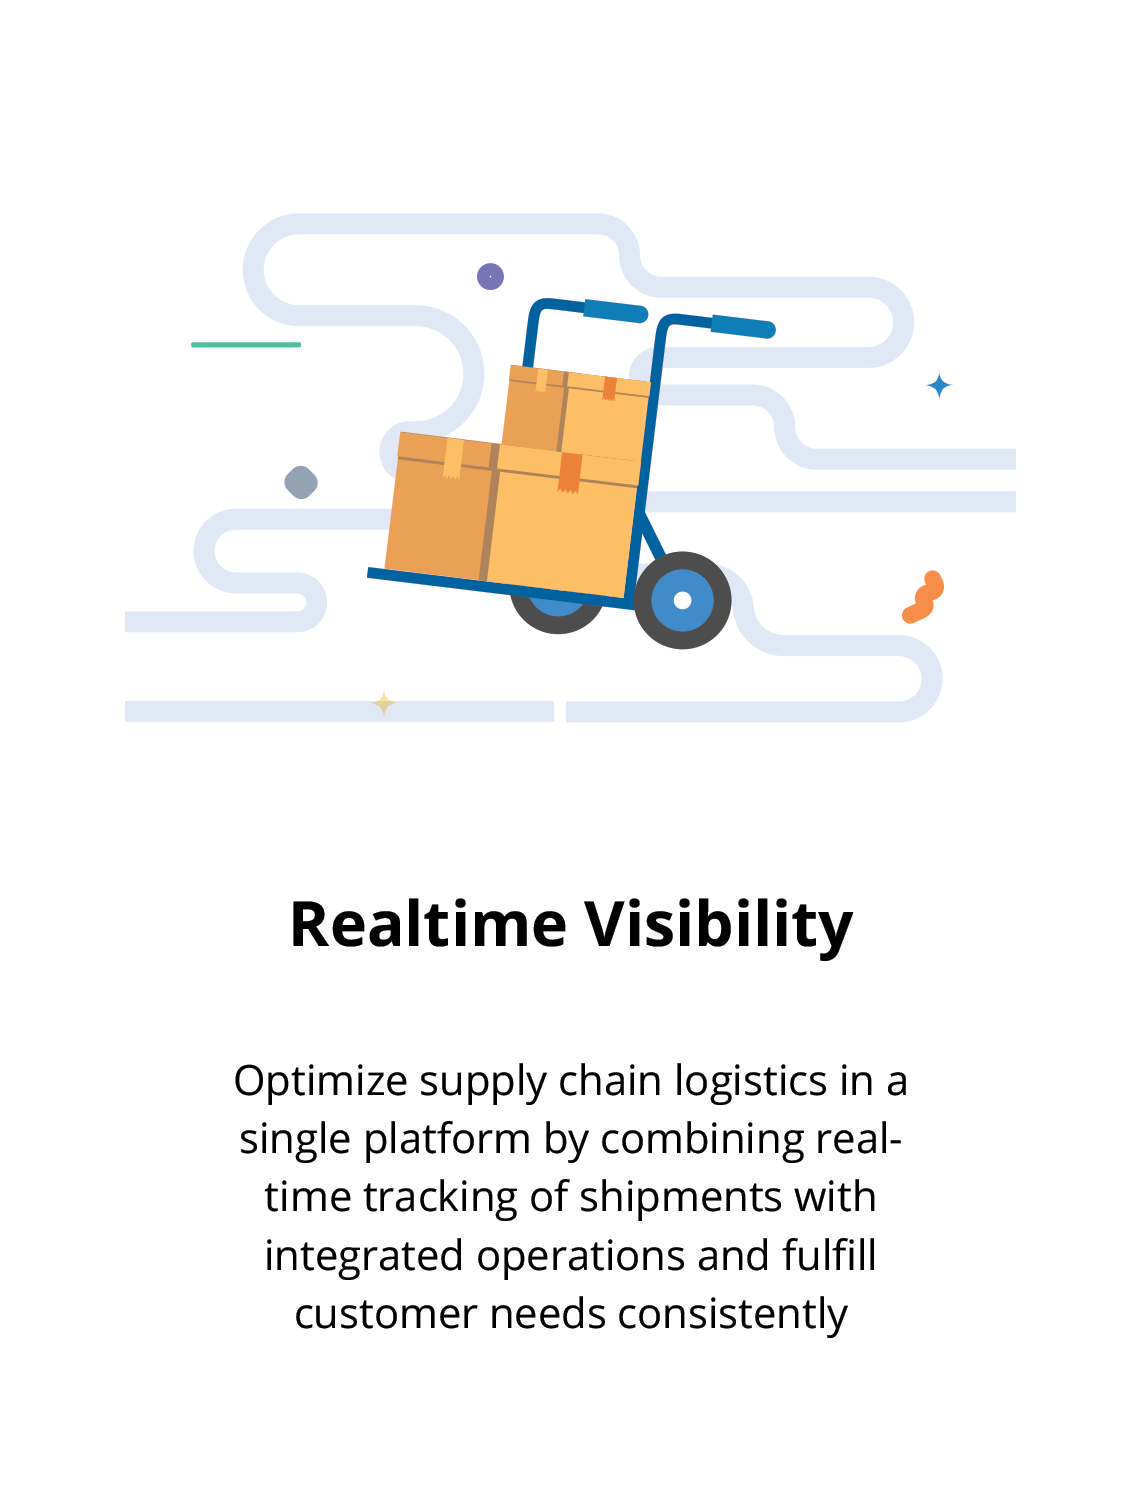 Realtime Visibility
Optimize supply chain logistics in a
single platform by combining real-
time tracking of shipments with
integrated operations and fulfill
customer needs consistently